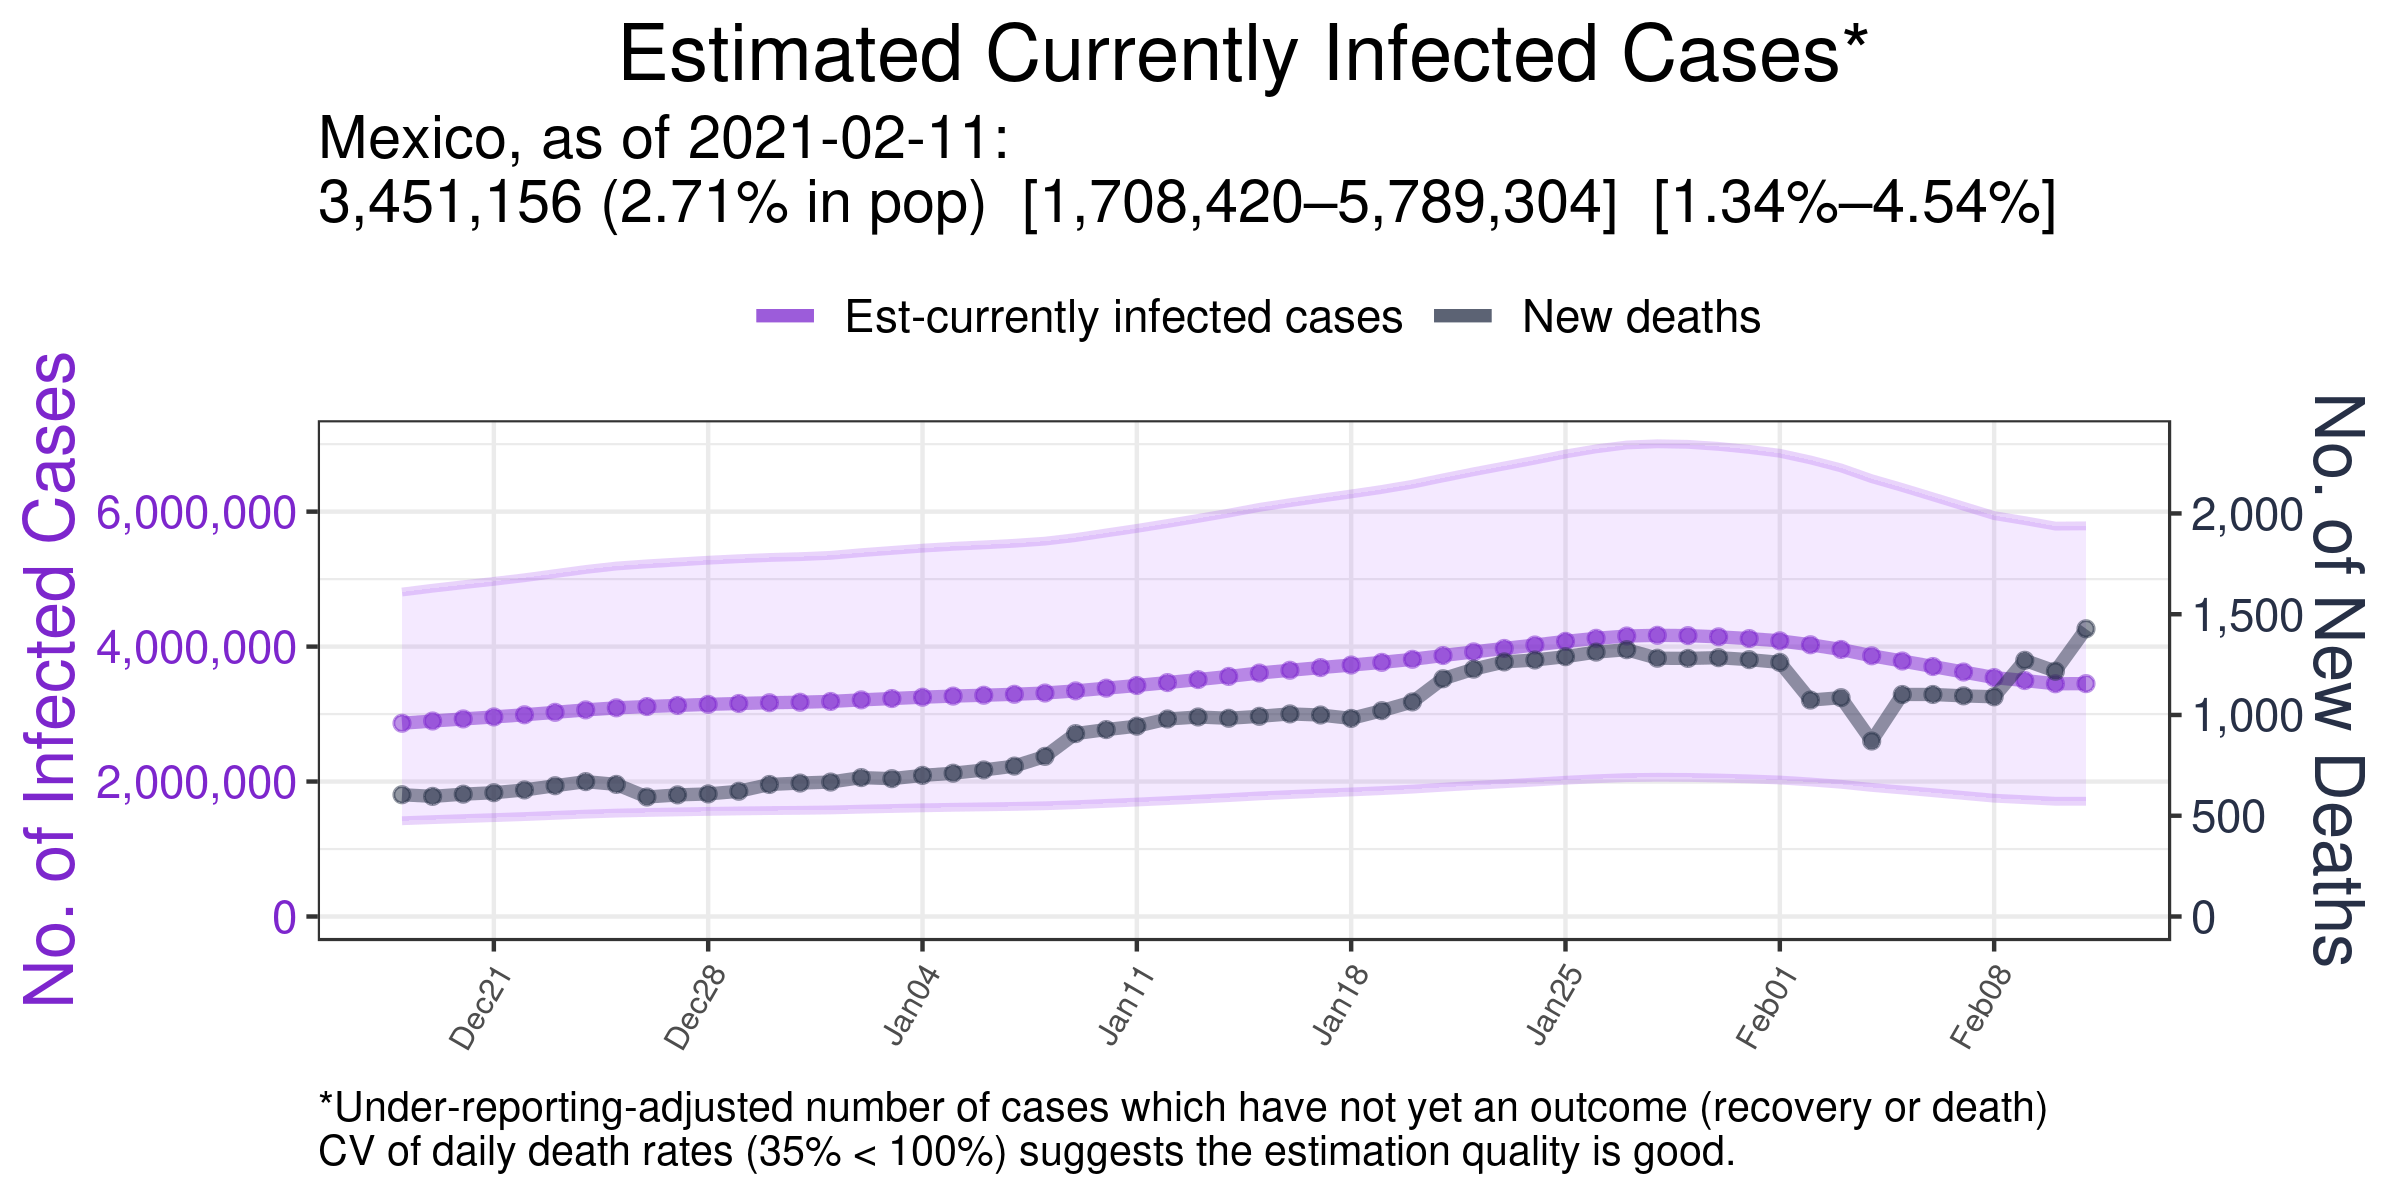 Estimated Currently Infected Cases*
Mexico, as of 2021-02-11:
3,451,156 (2.71% in pop)  [1,708,420–5,789,304]  [1.34%–4.54%]
Est-currently infected cases
New deaths
No. of Infected Cases
6,000,000
4,000,000
2,000,000
0
No. of New Deaths
2,000
1,500
1,000
500
0
Dec21
Dec28
Jan04
Jan11
Jan18
Jan25
Feb01
Feb08
*Under-reporting-adjusted number of cases which have not yet an outcome (recovery or death)
CV of daily death rates (35% < 100%) suggests the estimation quality is good.